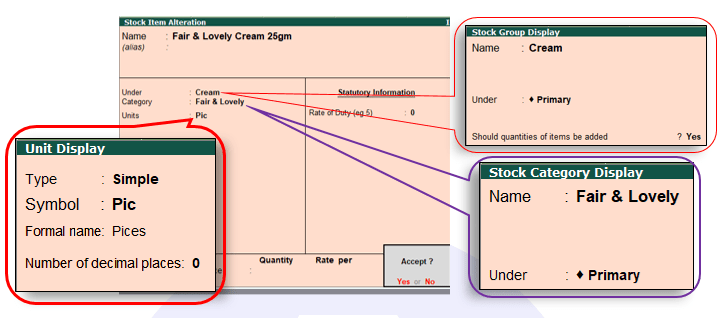 Stock Item Alteration
Name : Fair & Lovely Cream 25gm
(alias) :
Under : Cream
Category : Fair & Lovely
Units : Pic
Statutory Information
Rate of Duty (eg 5) : 0
Quantity Rate per
:
Accept ?
Yes or No
Stock Group Display
Name : Cream
Under : ♦ Primary
Should quantities of items be added ? Yes
Unit Display
Type : Simple
Symbol : Pic
Formal name: Pices
Number of decimal places: 0
Stock Category Display
Name : Fair & Lovely
Under : ♦ Primary